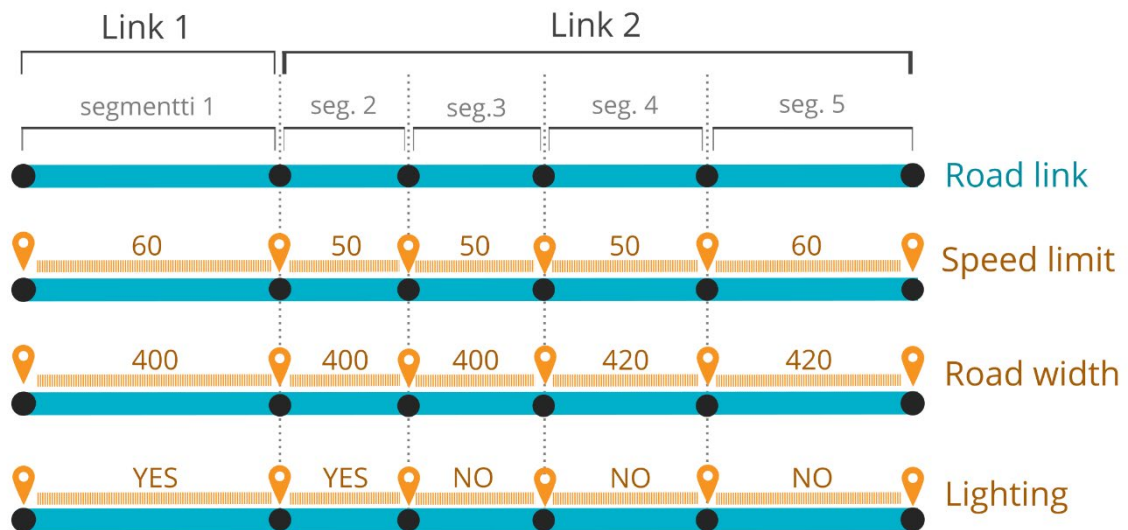 Link 1 Link 2
segmentti 1 seg. 2 seg.3 seg. 4 seg. 5
Road link
60 50 50 50 60 Speed limit
400 400 400 420 420 Road width
YES YES NO NO NO Lighting